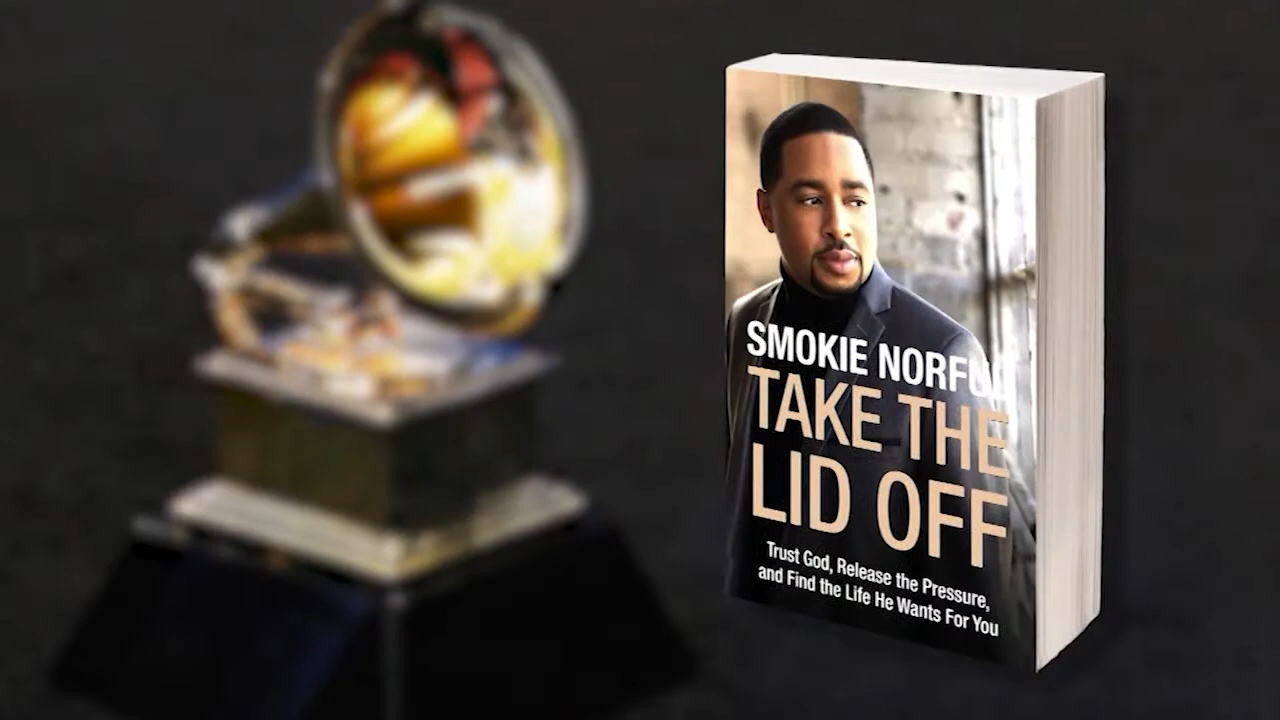 SMOKIE NORFUL
TAKE THE
LID OFF
Trust God, Release the Pressure,
and Find the Life He Wants For You